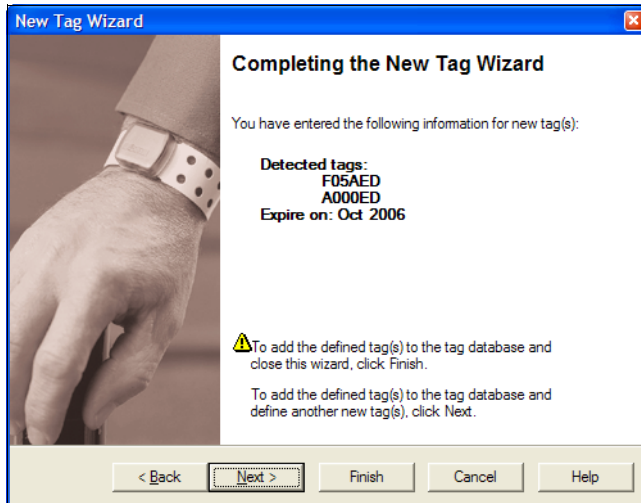 New Tag Wizard
Completing the New Tag Wizard
You have entered the following information for new tag(s):
Detected tags:
F05AED
A000ED
Expire on: Oct 2006
To add the defined tag(s) to the tag database and
close this wizard, click Finish.
To add the defined tag(s) to the tag database and
define another new tag(s), click Next.
< Back
Next >
Finish
Cancel
Help